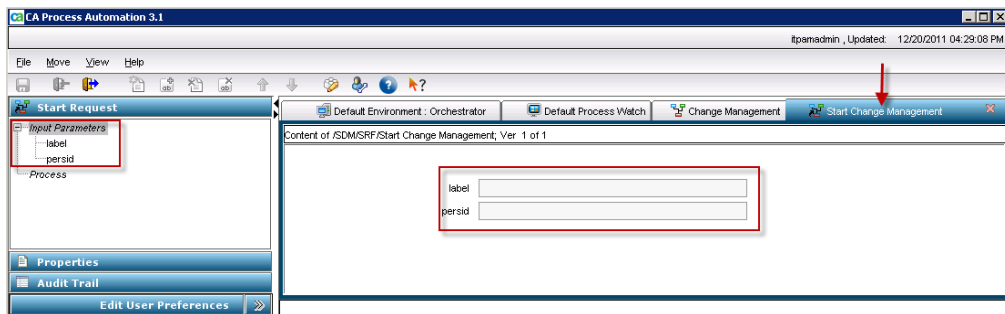 CA Process Automation 3.1
itpamadmin , Updated: 12/20/2011 04:29:08 PM
File Move View Help
Start Request
Input Parameters
label
persid
Process
Properties
Audit Trail
Edit User Preferences
Default Environment : Orchestrator
Default Process Watch
Change Management
Start Change Management
Content of /SDM/SRF/Start Change Management; Ver 1 of 1
label
persid